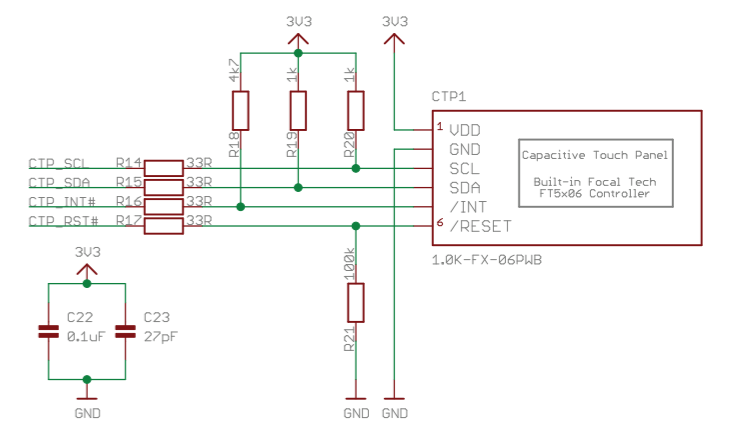 3V3
3V3
4k7
1k
1k
R18
R19
R20
CTP1
1 VDD
GND
SCL
SDA
/INT
6 /RESET
Capacitive Touch Panel
Built-in Focal Tech
FT5x06 Controller
1.0K-FX-06PWB
CTP_SCL R14 33R
CTP_SDA R15 33R
CTP_INT# R16 33R
CTP_RST# R17 33R
3V3
100k
R21
C22
0.1uF
C23
27pF
GND
GND
GND